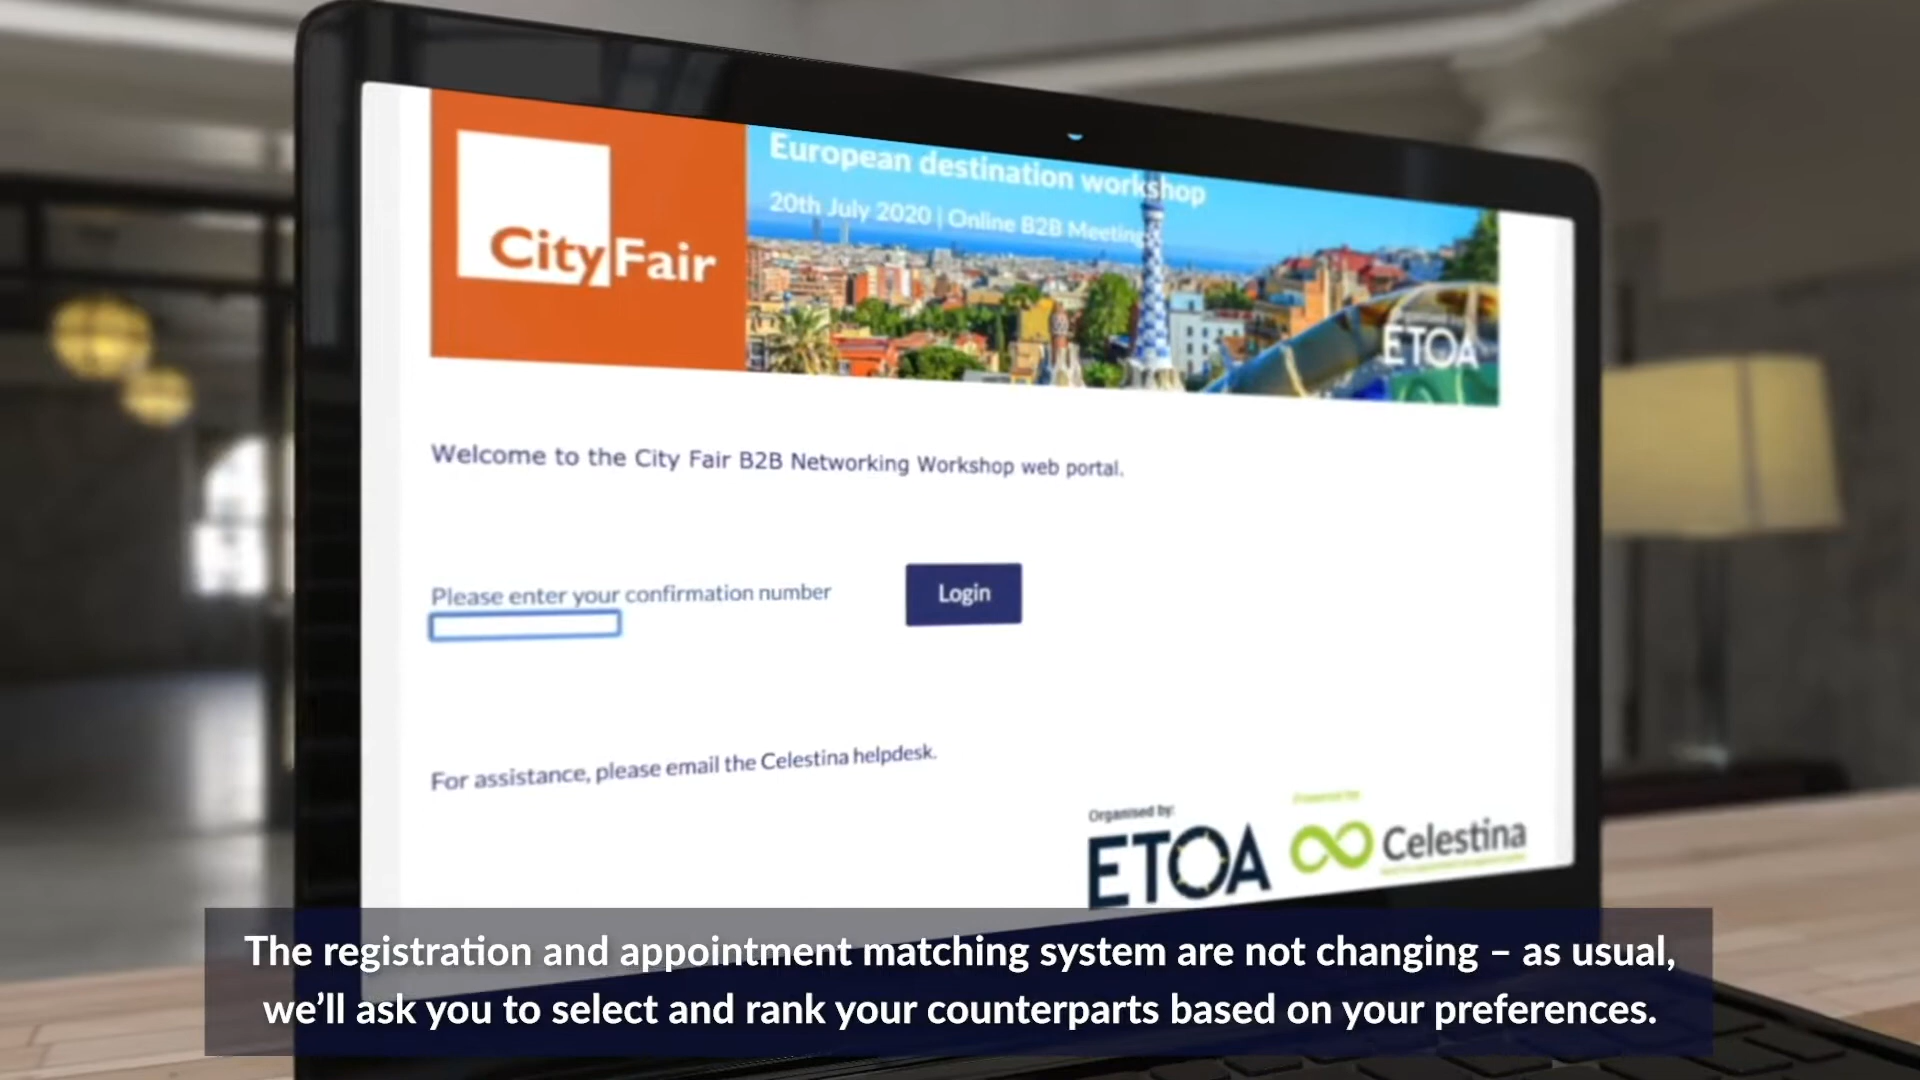 European destination workshop
20th July 2020 | Online B2B Meeting
City Fair
ETOA
Welcome to the City Fair B2B Networking Workshop web portal.
Please enter your confirmation number
Login
For assistance, please email the Celestina helpdesk.
Organised by:
Powered by:
ETOA
Celestina
The registration and appointment matching system are not changing – as usual,
we’ll ask you to select and rank your counterparts based on your preferences.